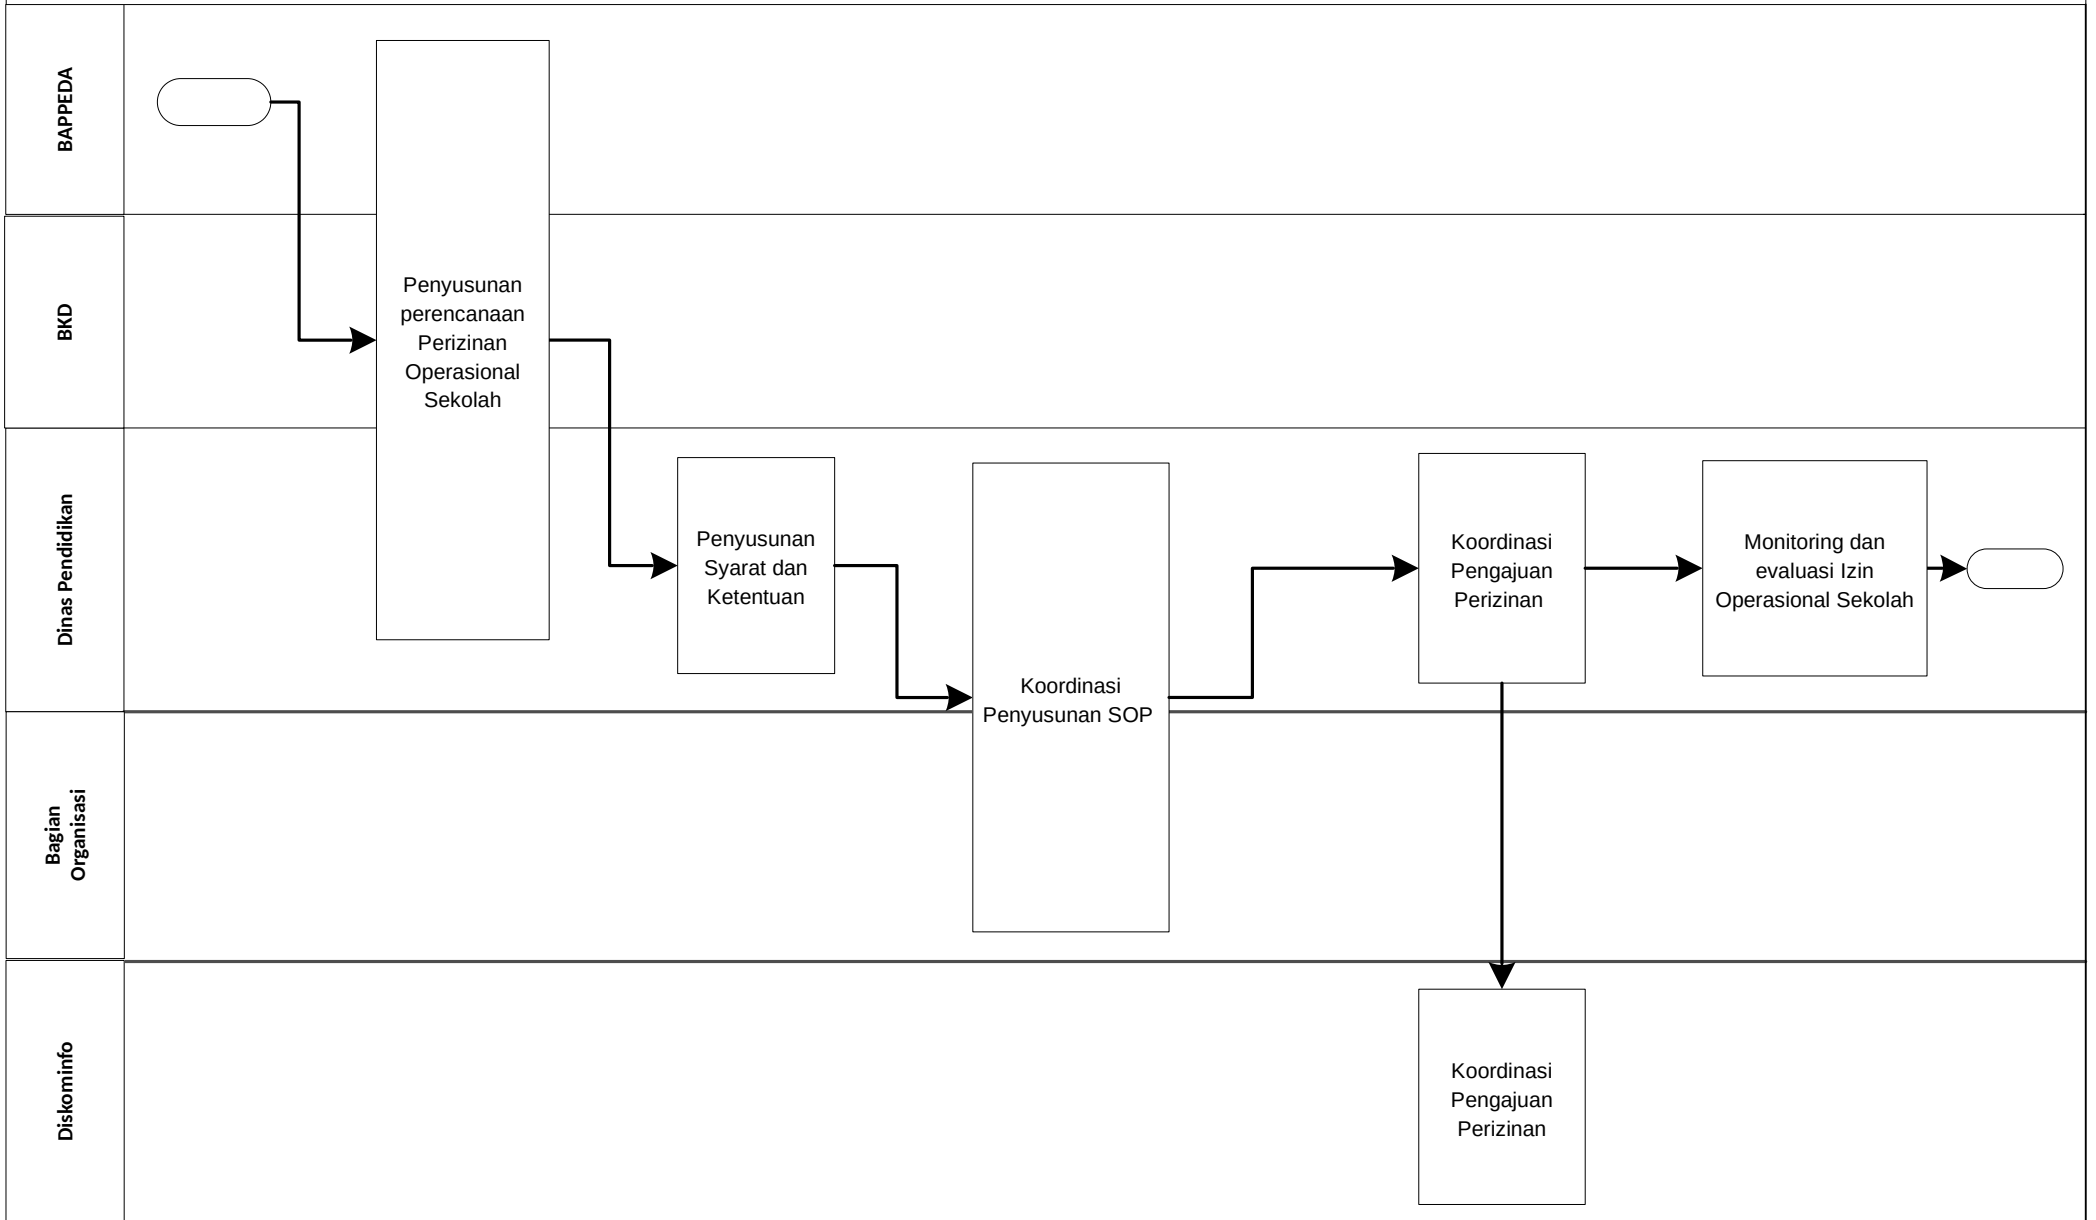 BAPPEDA
BKD
Penyusunan
perencanaan
Perizinan
Operasional
Sekolah
Dinas Pendidikan
Penyusunan
Syarat dan
Ketentuan
Koordinasi
Penyusunan SOP
Koordinasi
Pengajuan
Perizinan
Monitoring dan
evaluasi Izin
Operasional Sekolah
Bagian
Organisasi
Diskominfo
Koordinasi
Pengajuan
Perizinan